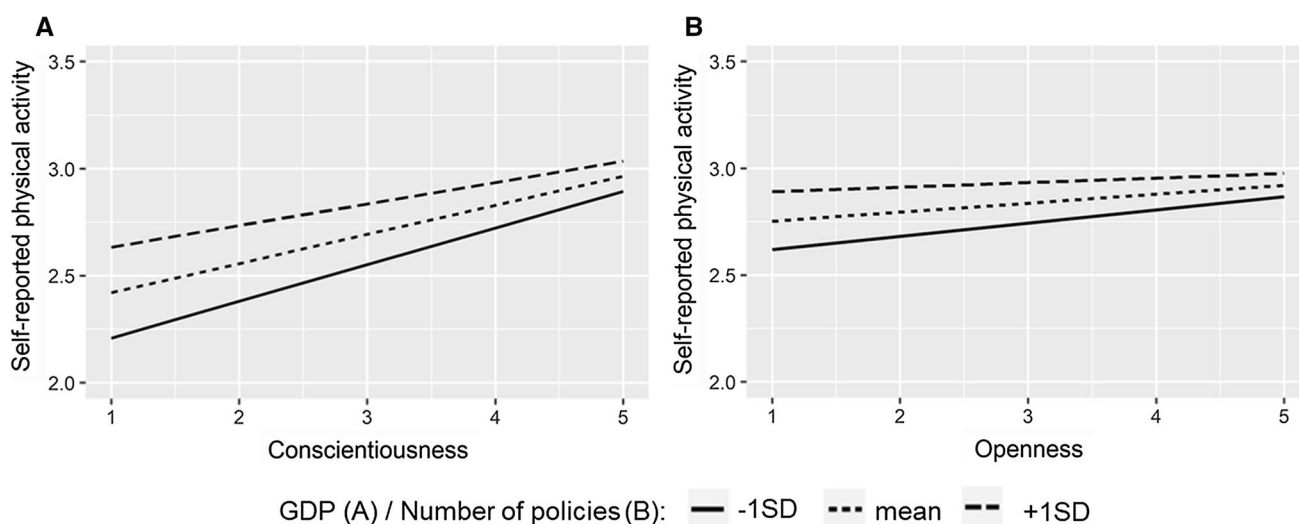 A
B
3.5
3.0
2.5
2.0
Self-reported physical activity
1 2 3 4 5
Conscientiousness
3.5
3.0
2.5
2.0
Self-reported physical activity
1 2 3 4 5
Openness
GDP (A) / Number of policies (B): -1SD mean +1SD